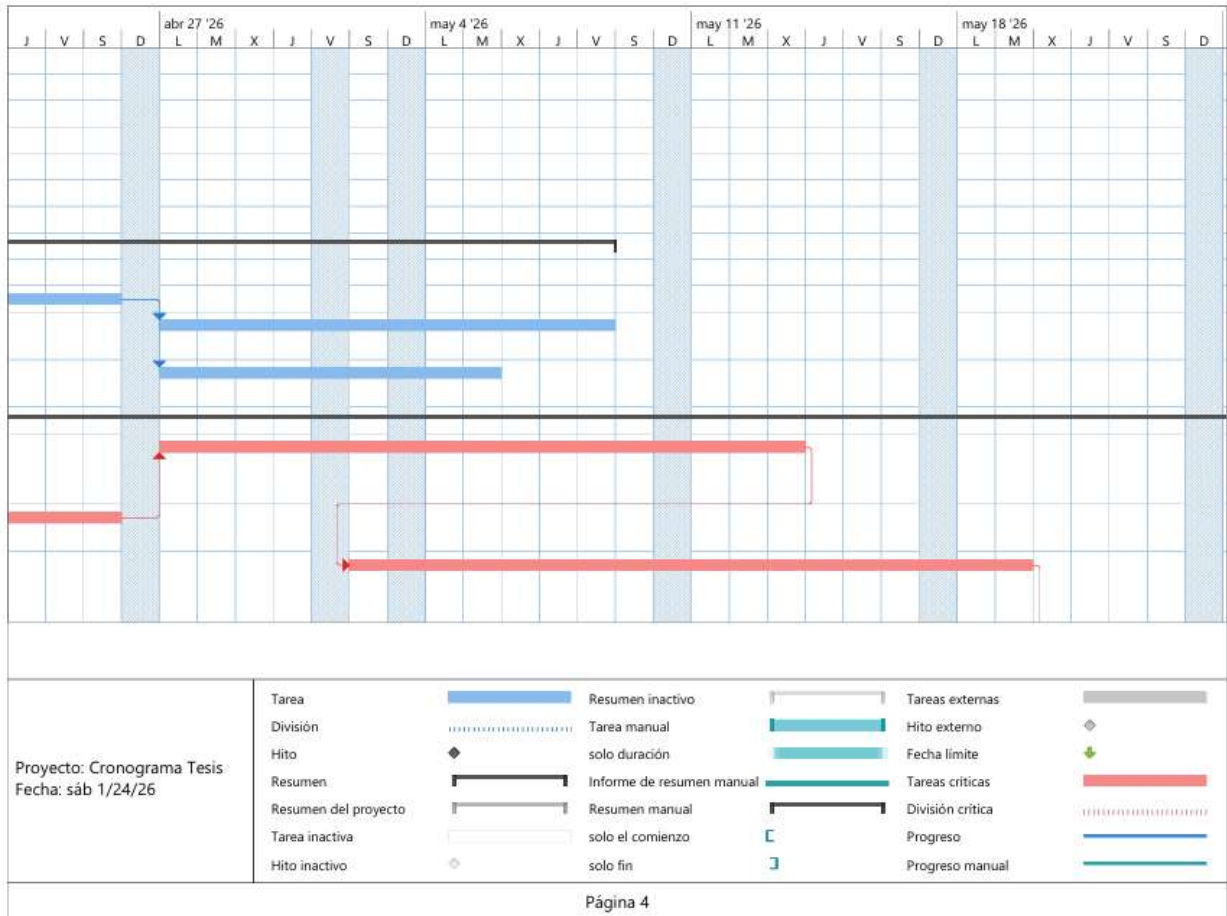 abr 27 '26 may 4 '26 may 11 '26 may 18 '26
J V S D L M X J V S D L M X J V S D L M X J V S D L M X J V S D
Proyecto: Cronograma Tesis
Fecha: sáb 1/24/26
Tarea
División
Hito
Resumen
Resumen del proyecto
Tarea inactiva
Hito inactivo
Resumen inactivo
Tarea manual
solo duración
Informe de resumen manual
Resumen manual
solo el comienzo
solo fin
Tareas externas
Hito externo
Fecha límite
Tareas críticas
División crítica
Progreso
Progreso manual
Página 4